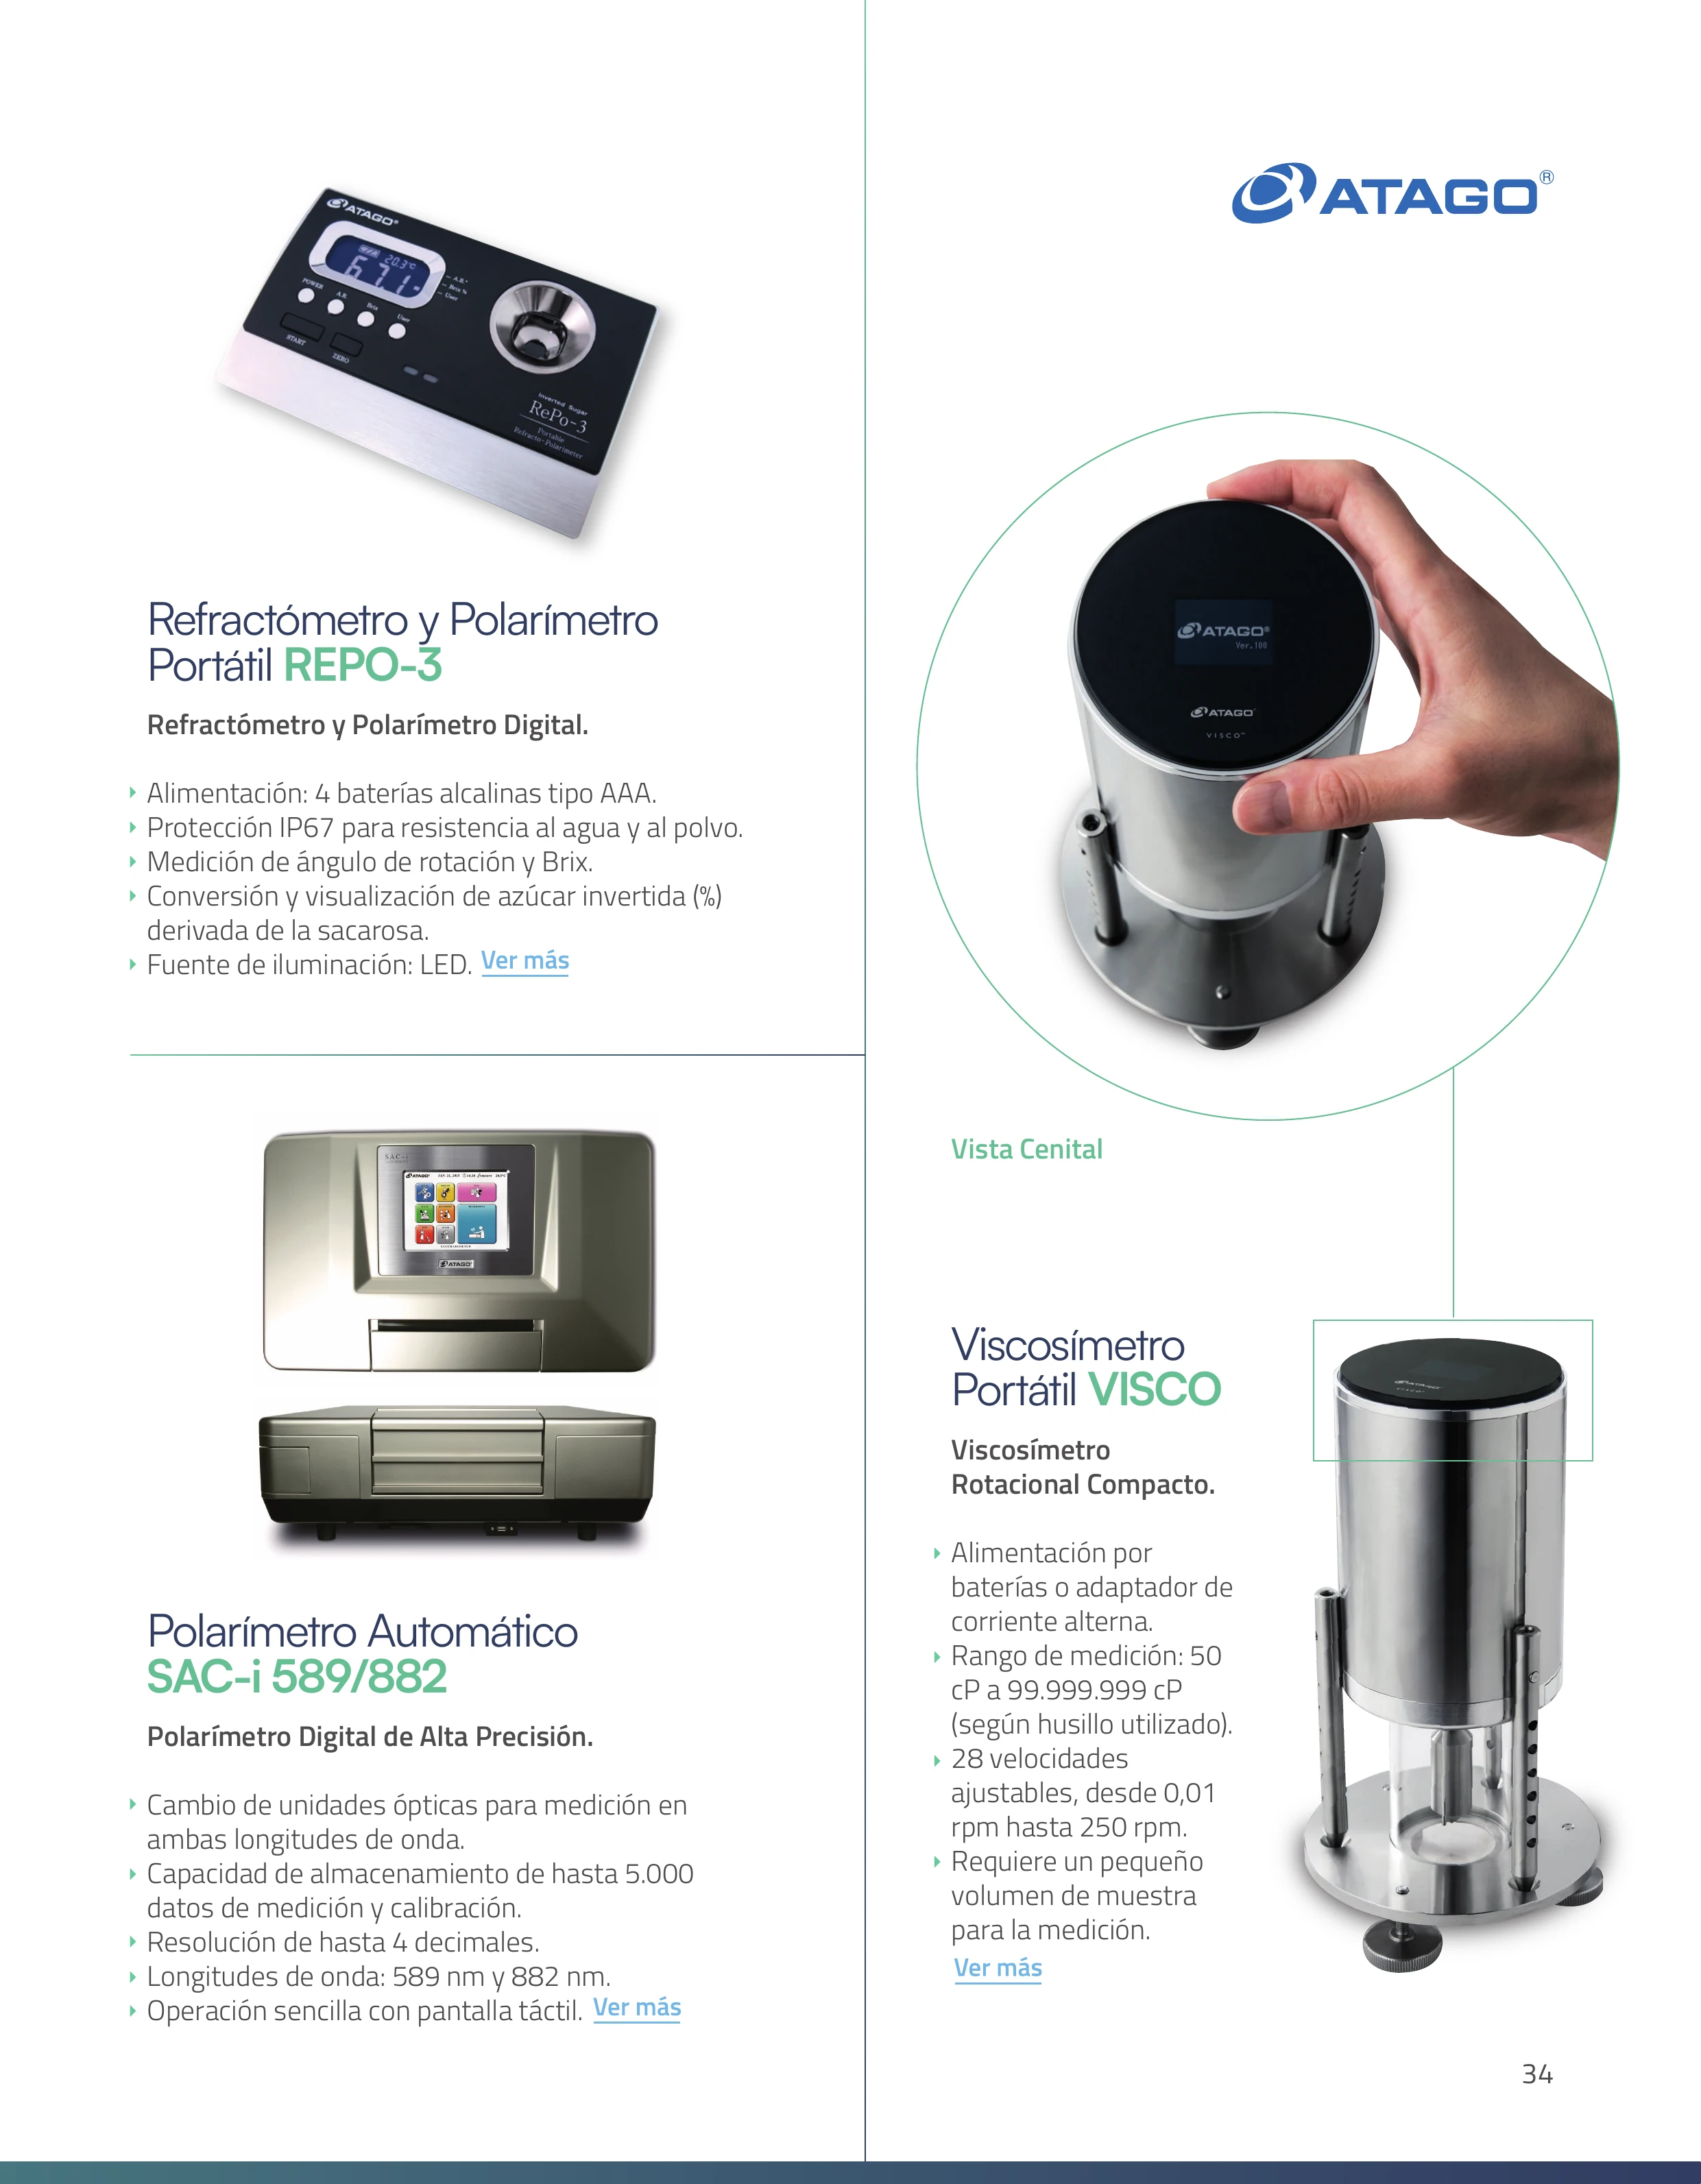 ATAGO®
ATAGO®
20.3°C
67.1
A.R.°
Brix %
User
POWER
A.R.
Brix
User
START
ZERO
Inverted Sugar
RePo-3
Portable
Refracto-Polarimeter
Refractómetro y Polarímetro
Portátil REPO-3
Refractómetro y Polarímetro Digital.
Alimentación: 4 baterías alcalinas tipo AAA.
Protección IP67 para resistencia al agua y al polvo.
Medición de ángulo de rotación y Brix.
Conversión y visualización de azúcar invertida (%)
derivada de la sacarosa.
Fuente de iluminación: LED. Ver más
SAC-i
ATAGO
ATAGO
Polarímetro Automático
SAC-i 589/882
Polarímetro Digital de Alta Precisión.
Cambio de unidades ópticas para medición en
ambas longitudes de onda.
Capacidad de almacenamiento de hasta 5.000
datos de medición y calibración.
Resolución de hasta 4 decimales.
Longitudes de onda: 589 nm y 882 nm.
Operación sencilla con pantalla táctil. Ver más
ATAGO®
Ver.100
ATAGO
VISCO™
Vista Cenital
Viscosímetro
Portátil VISCO
Viscosímetro
Rotacional Compacto.
Alimentación por
baterías o adaptador de
corriente alterna.
Rango de medición: 50
cP a 99.999.999 cP
(según husillo utilizado).
28 velocidades
ajustables, desde 0,01
rpm hasta 250 rpm.
Requiere un pequeño
volumen de muestra
para la medición.
Ver más
34